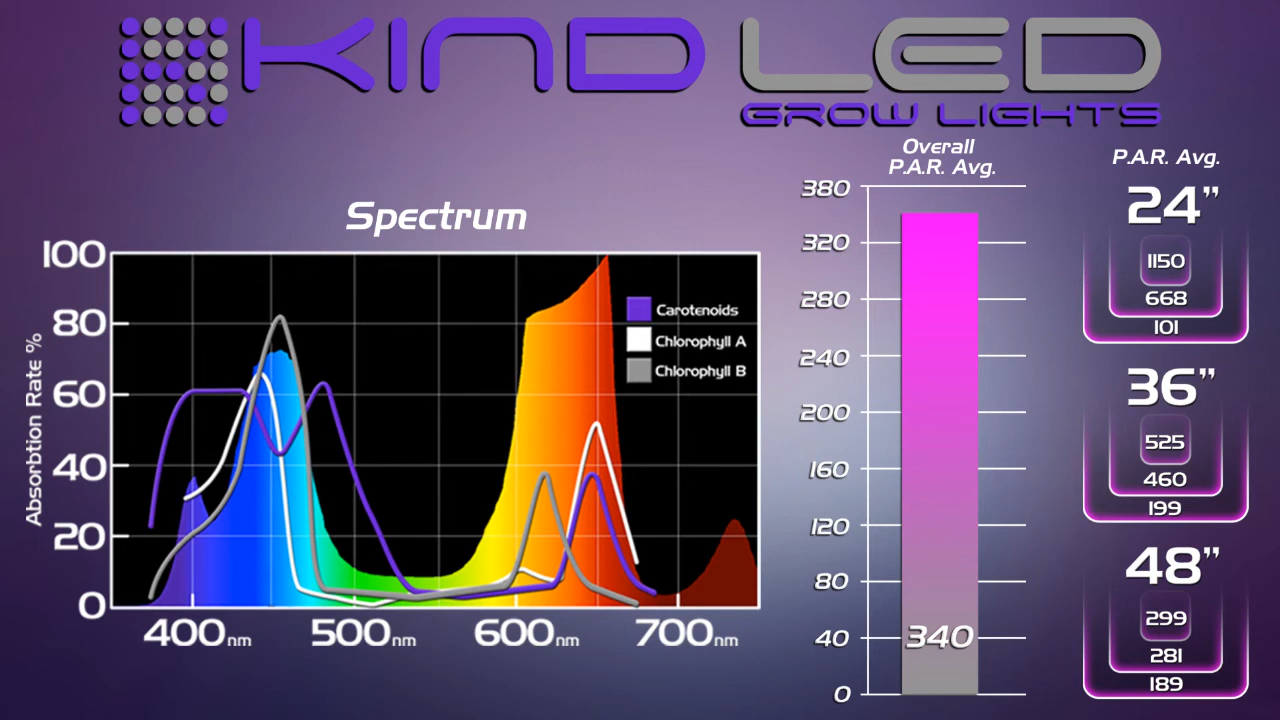 KIND LED
GROW LIGHTS
Spectrum
Absorbtion Rate %
100
80
60
40
20
0
400nm 500nm 600nm 700nm
Carotenoids
Chlorophyll A
Chlorophyll B
Overall
P.A.R. Avg.
380
320
280
240
200
160
120
80
40
0
340
P.A.R. Avg.
24”
1150
668
101
36”
525
460
199
48”
299
281
189